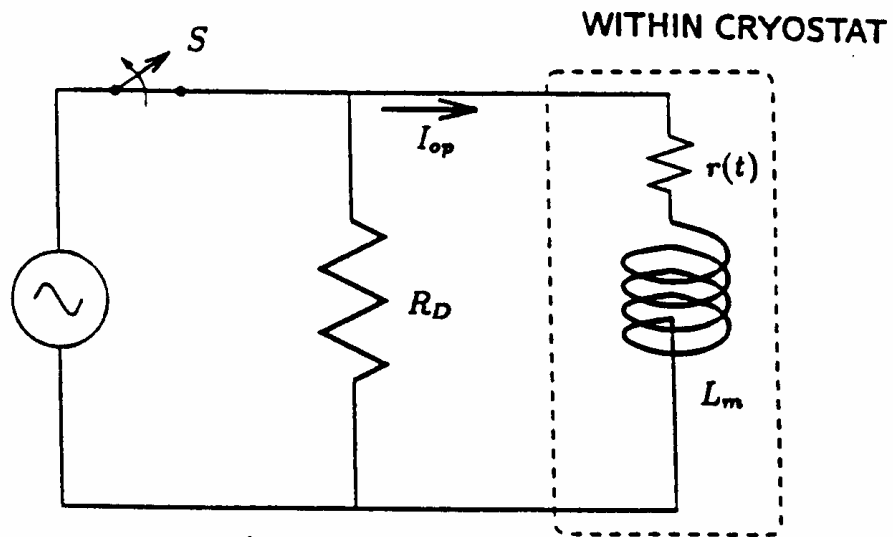 WITHIN CRYOSTAT
S
I_op
r(t)
R_D
L_m